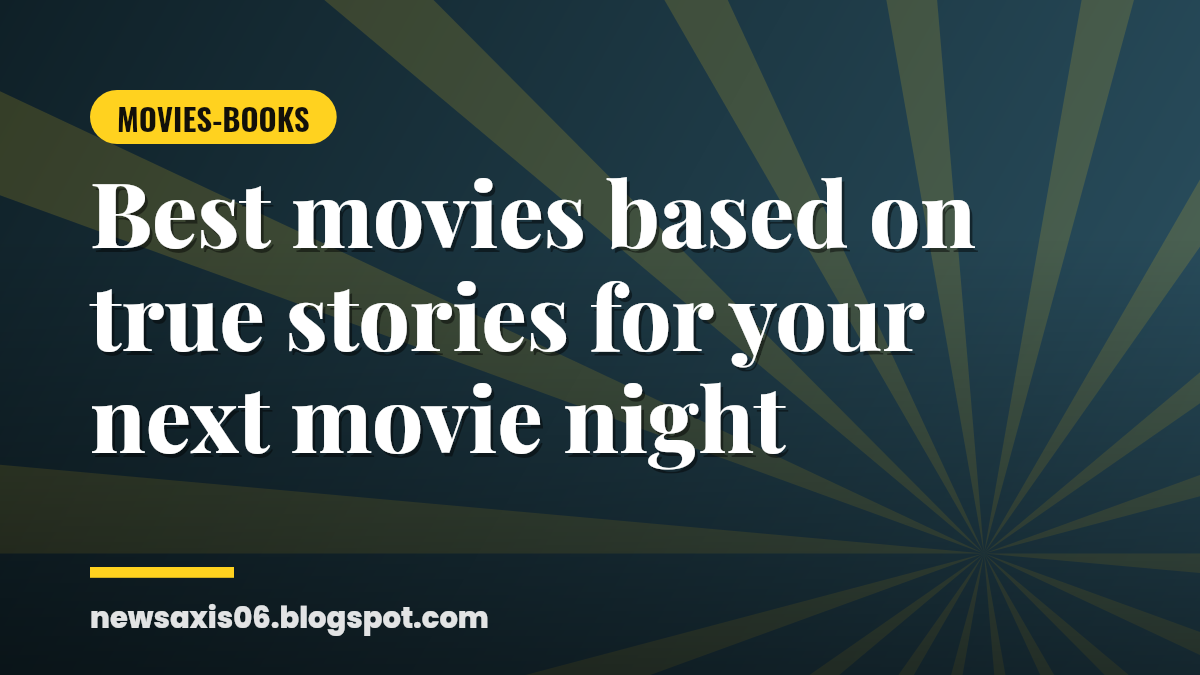 MOVIES-BOOKS
Best movies based on
true stories for your
next movie night
newsaxis06.blogspot.com